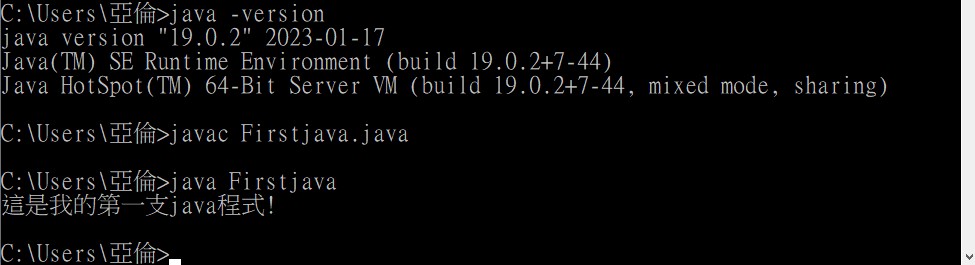 C:\Users\亞倫>java -version
java version "19.0.2" 2023-01-17
Java(TM) SE Runtime Environment (build 19.0.2+7-44)
Java HotSpot(TM) 64-Bit Server VM (build 19.0.2+7-44, mixed mode, sharing)
C:\Users\亞倫>javac Firstjava.java
C:\Users\亞倫>java Firstjava
這是我的第一支java程式!
C:\Users\亞倫>